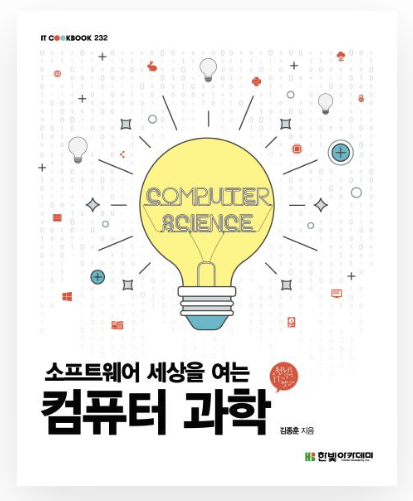 IT COOKBOOK 232
COMPUTER
SCIENCE
소프트웨어 세상을 여는
컴퓨터 과학
김종훈 지음
한빛아카데미